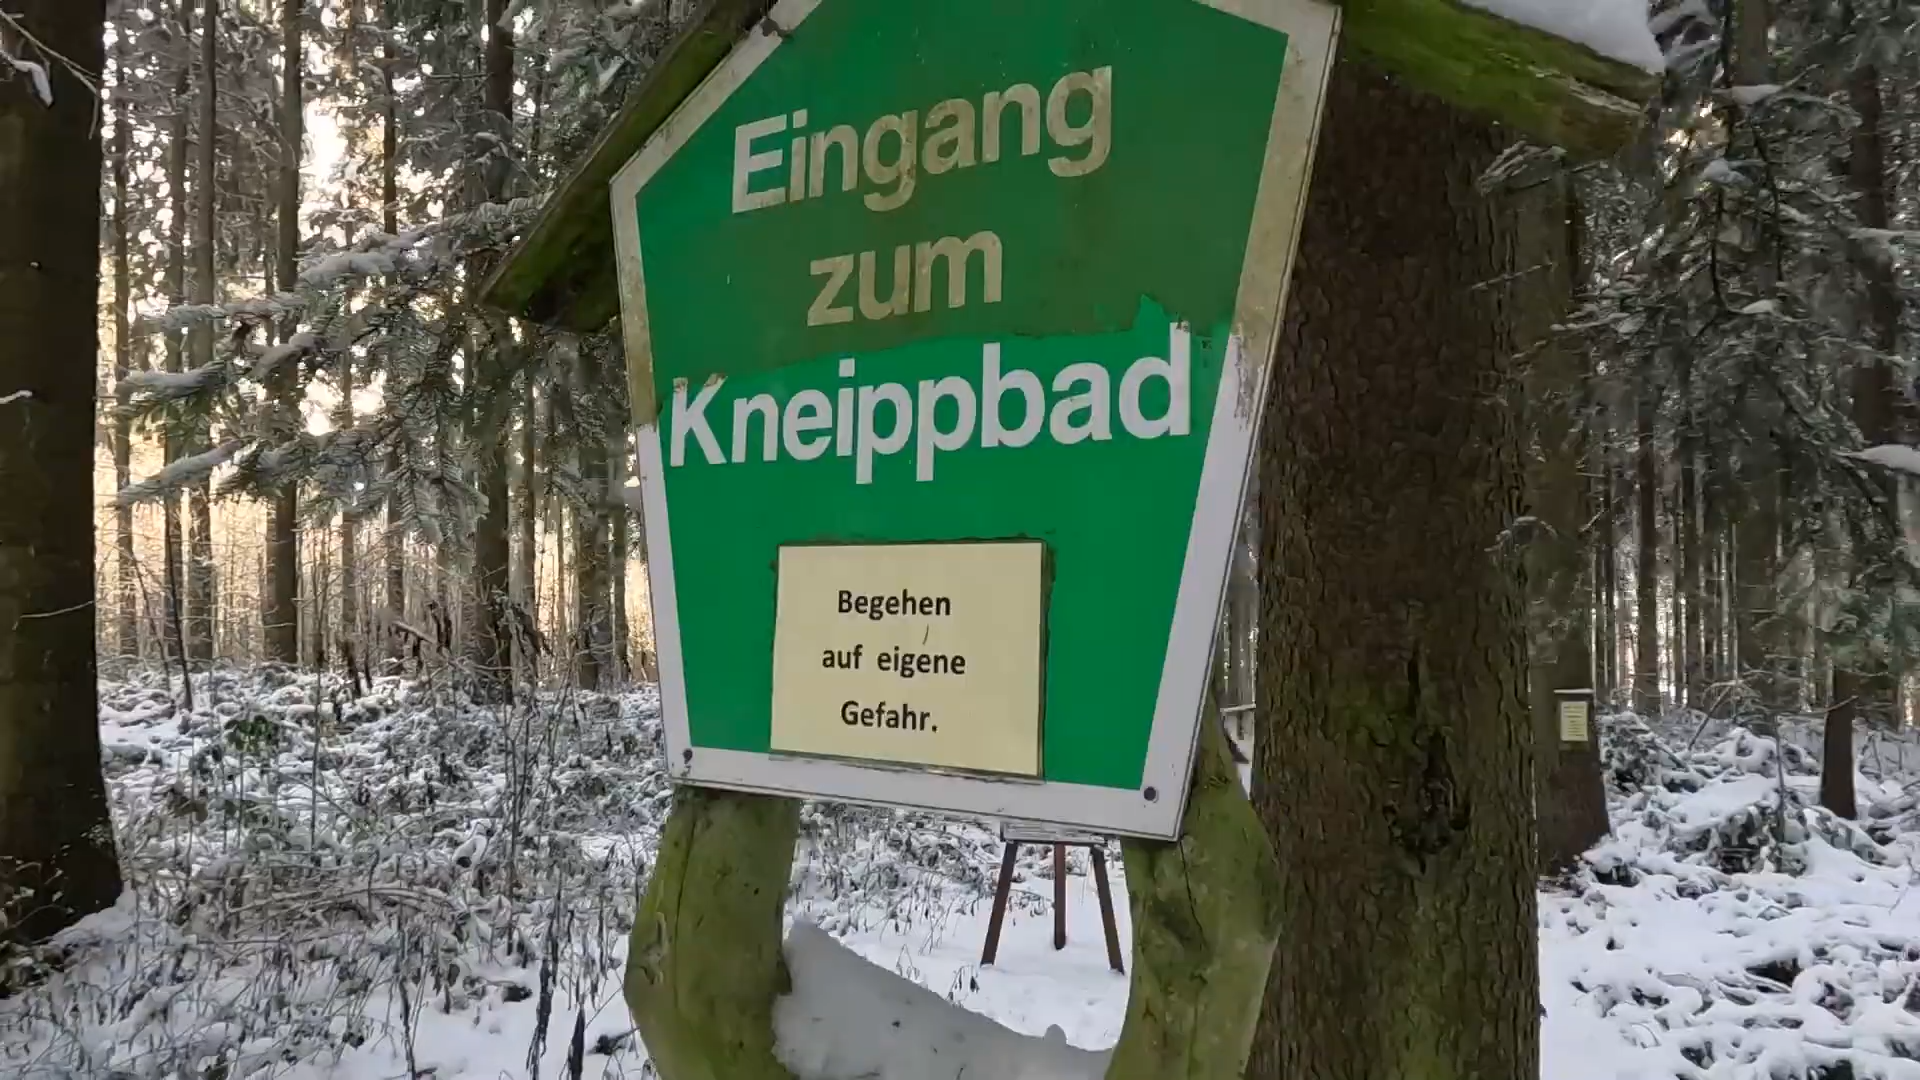 Eingang
zum
Kneippbad
Begehen
auf eigene
Gefahr.